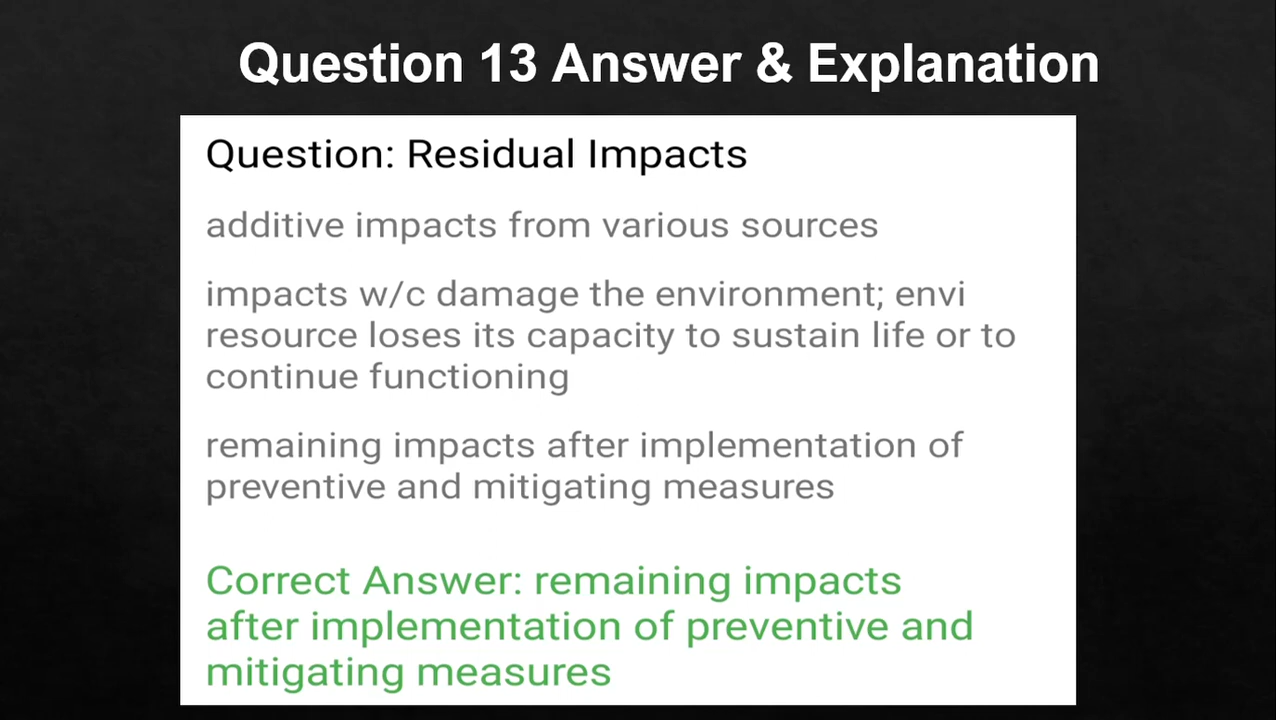 Question 13 Answer & Explanation
Question: Residual Impacts
additive impacts from various sources
impacts w/c damage the environment; envi
resource loses its capacity to sustain life or to
continue functioning
remaining impacts after implementation of
preventive and mitigating measures
Correct Answer: remaining impacts
after implementation of preventive and
mitigating measures